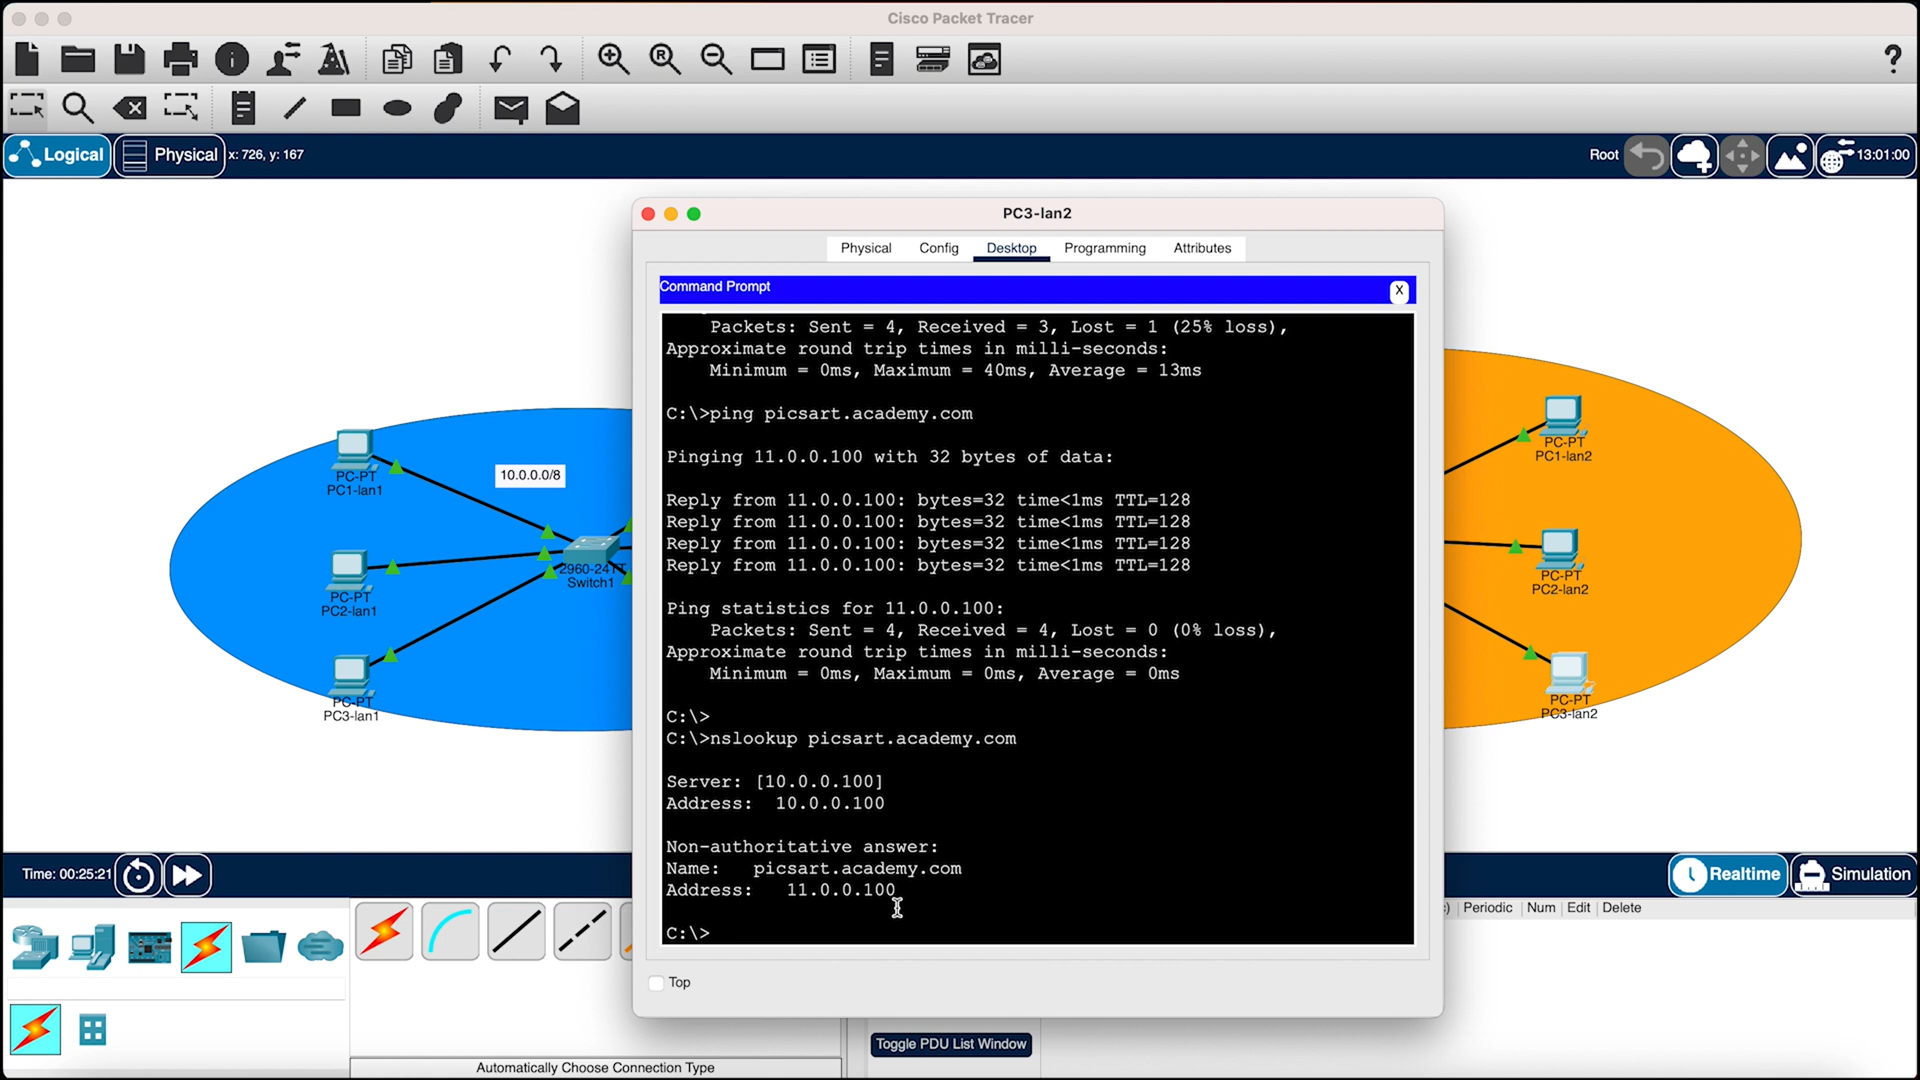 Cisco Packet Tracer
Logical
Physical
x: 726, y: 167
Root
13:01:00
PC3-lan2
Physical
Config
Desktop
Programming
Attributes
Command Prompt
X
Packets: Sent = 4, Received = 3, Lost = 1 (25% loss),
Approximate round trip times in milli-seconds:
Minimum = 0ms, Maximum = 40ms, Average = 13ms
C:\>ping picsart.academy.com
Pinging 11.0.0.100 with 32 bytes of data:
Reply from 11.0.0.100: bytes=32 time<1ms TTL=128
Reply from 11.0.0.100: bytes=32 time<1ms TTL=128
Reply from 11.0.0.100: bytes=32 time<1ms TTL=128
Reply from 11.0.0.100: bytes=32 time<1ms TTL=128
Ping statistics for 11.0.0.100:
Packets: Sent = 4, Received = 4, Lost = 0 (0% loss),
Approximate round trip times in milli-seconds:
Minimum = 0ms, Maximum = 0ms, Average = 0ms
C:\>
C:\>nslookup picsart.academy.com
Server: [10.0.0.100]
Address:  10.0.0.100
Non-authoritative answer:
Name:   picsart.academy.com
Address:   11.0.0.100
C:\>
Top
10.0.0.0/8
PC-PT
PC1-lan1
PC-PT
PC2-lan1
PC-PT
PC3-lan1
2960-24TT
Switch1
PC-PT
PC1-lan2
PC-PT
PC2-lan2
PC-PT
PC3-lan2
Time: 00:25:21
Realtime
Simulation
Periodic
Num
Edit
Delete
Toggle PDU List Window
Automatically Choose Connection Type